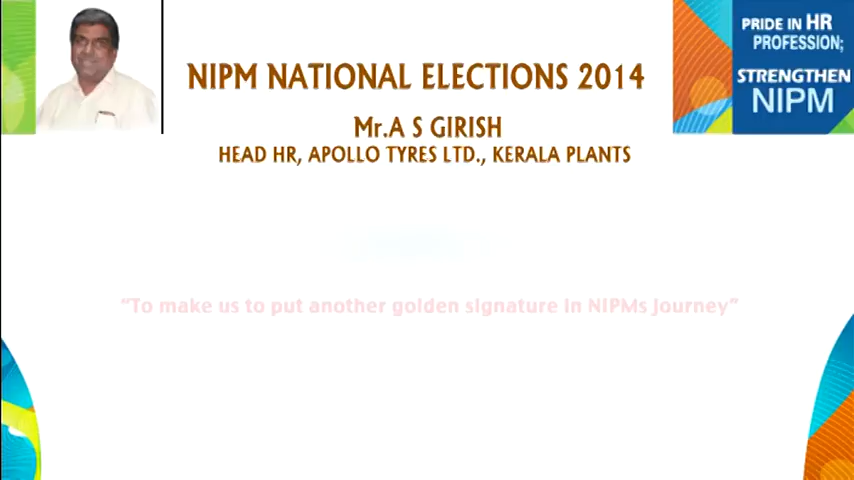 NIPM NATIONAL ELECTIONS 2014
Mr.A S GIRISH
HEAD HR, APOLLO TYRES LTD., KERALA PLANTS
PRIDE IN HR
PROFESSION;
STRENGTHEN
NIPM
“To make us to put another golden signature in NIPMs Journey”